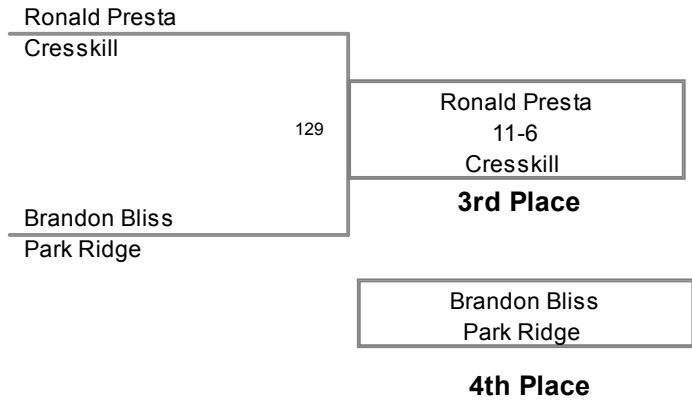 Ronald Presta
Cresskill
129
Ronald Presta
11-6
Cresskill
3rd Place
Brandon Bliss
Park Ridge
Brandon Bliss
Park Ridge
4th Place